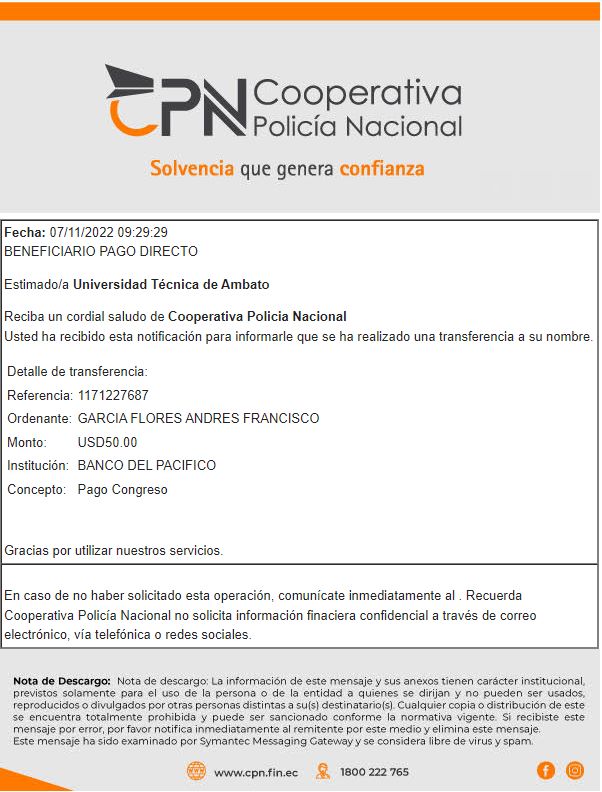 CPN Cooperativa
Policía Nacional
Solvencia que genera confianza
Fecha: 07/11/2022 09:29:29
BENEFICIARIO PAGO DIRECTO
Estimado/a Universidad Técnica de Ambato
Reciba un cordial saludo de Cooperativa Policia Nacional
Usted ha recibido esta notificación para informarle que se ha realizado una transferencia a su nombre.
Detalle de transferencia:
Referencia: 1171227687
Ordenante: GARCIA FLORES ANDRES FRANCISCO
Monto: USD50.00
Institución: BANCO DEL PACIFICO
Concepto: Pago Congreso
Gracias por utilizar nuestros servicios.
En caso de no haber solicitado esta operación, comunícate inmediatamente al . Recuerda
Cooperativa Policía Nacional no solicita información finaciera confidencial a través de correo
electrónico, vía telefónica o redes sociales.
Nota de Descargo: Nota de descargo: La información de este mensaje y sus anexos tienen carácter institucional,
previstos solamente para el uso de la persona o de la entidad a quienes se dirijan y no pueden ser usados,
reproducidos o divulgados por otras personas distintas a su(s) destinatario(s). Cualquier copia o distribución de este
se encuentra totalmente prohibida y puede ser sancionado conforme la normativa vigente. Si recibiste este
mensaje por error, por favor notifica inmediatamente al remitente por este medio y elimina este mensaje.
Este mensaje ha sido examinado por Symantec Messaging Gateway y se considera libre de virus y spam.
www.cpn.fin.ec 1800 222 765